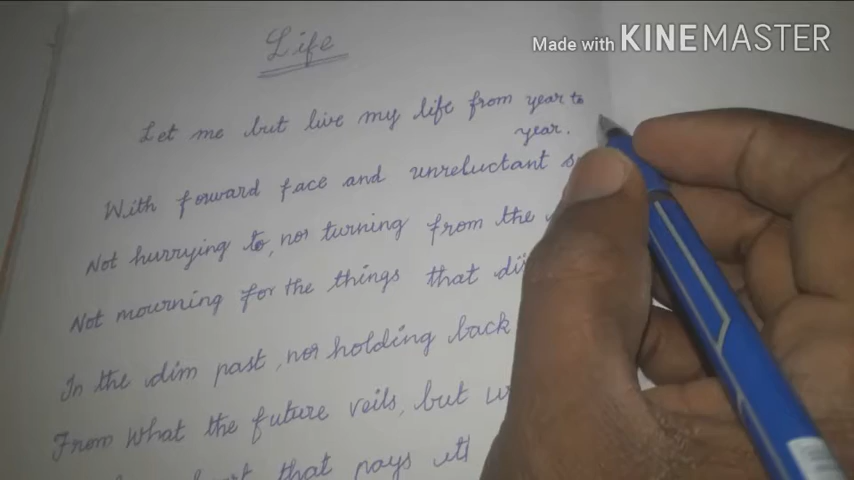 Made with KINEMASTER
Life
Let me but live my life from year to
year.
With forward face and unreluctant
Not hurrying to, nor turning from the
Not mourning for the things that
In the dim past, nor holding back
From what the future veils, but
that pays